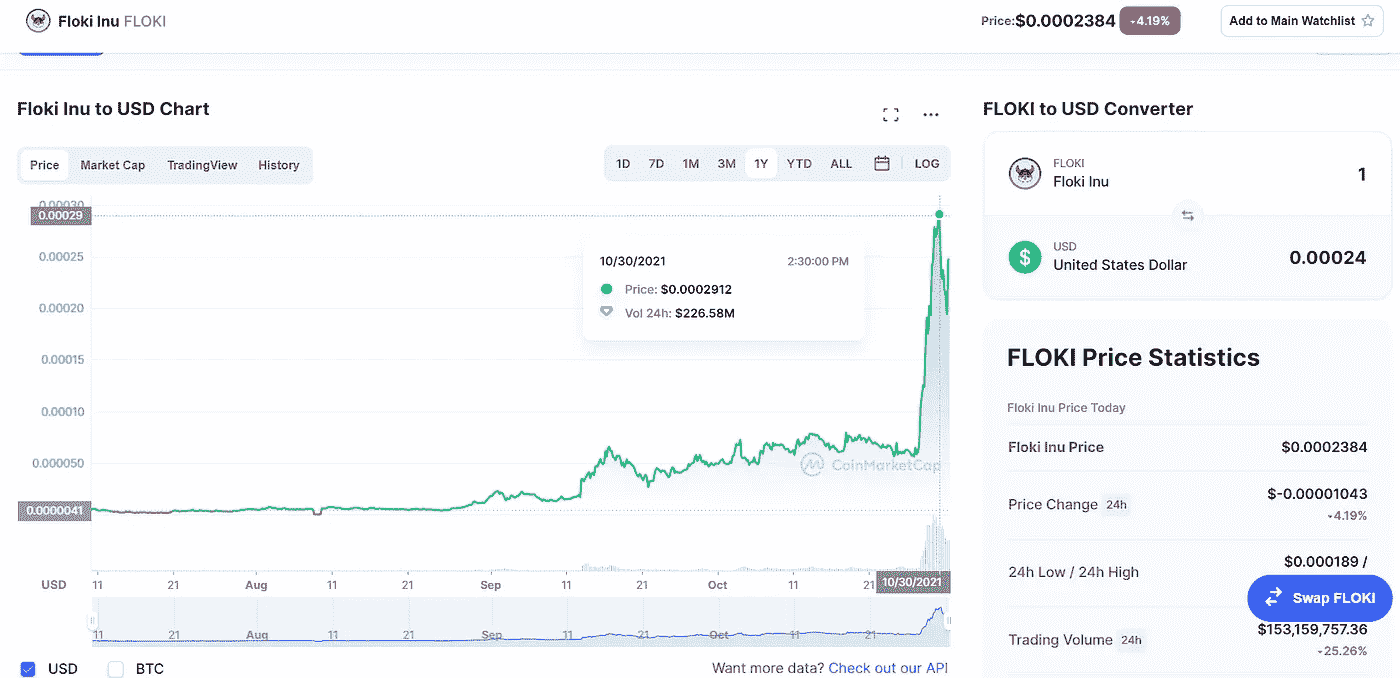 Floki Inu FLOKI
Price:$0.0002384 -4.19%
Add to Main Watchlist
Floki Inu to USD Chart
Price Market Cap TradingView History
1D 7D 1M 3M 1Y YTD ALL LOG
0.00030
0.00029
0.00025
0.00020
0.00015
0.00010
0.000050
0.0000041
10/30/2021 2:30:00 PM
Price: $0.0002912
Vol 24h: $226.58M
CoinMarketCap
USD 11 21 Aug 11 21 Sep 11 21 Oct 11 21 10/30/2021
11 21 Aug 11 21 Sep 11 21 Oct 11 21
USD BTC
Want more data? Check out our API
FLOKI to USD Converter
FLOKI
Floki Inu
1
USD
United States Dollar
0.00024
FLOKI Price Statistics
Floki Inu Price Today
Floki Inu Price $0.0002384
Price Change 24h $-0.00001043
4.19%
24h Low / 24h High $0.000189 /
Swap FLOKI
Trading Volume 24h $153,159,757.36
25.26%